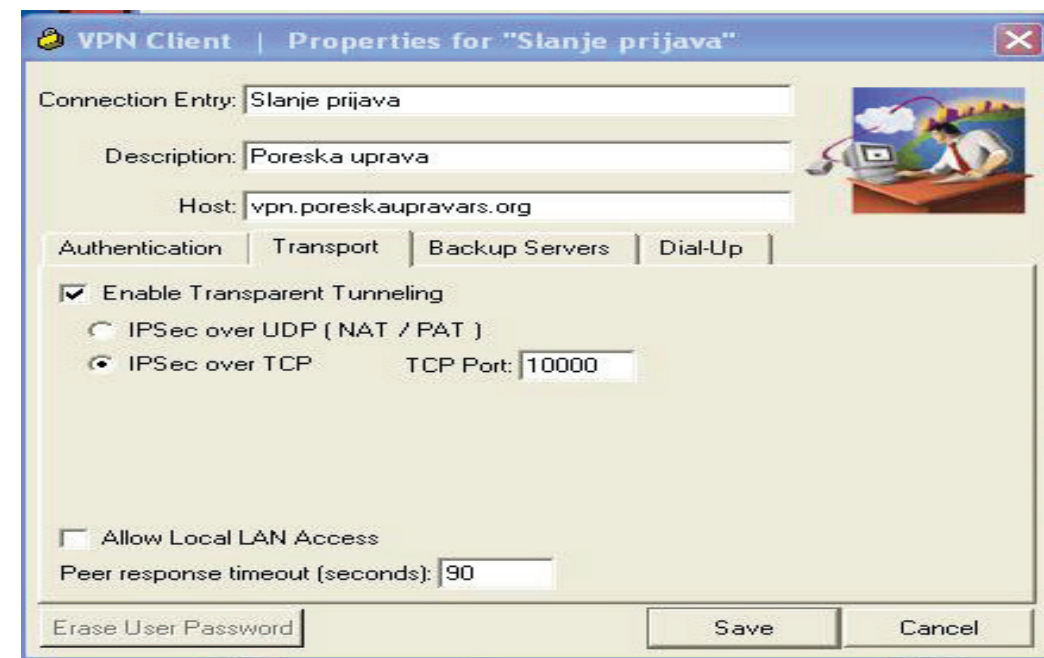 VPN Client | Properties for "Slanje prijava"
Connection Entry: Slanje prijava
Description: Poreska uprava
Host: vpn.poreskaupravars.org
Authentication Transport Backup Servers Dial-Up
Enable Transparent Tunneling
IPSec over UDP ( NAT / PAT )
IPSec over TCP TCP Port: 10000
Allow Local LAN Access
Peer response timeout (seconds): 90
Erase User Password Save Cancel